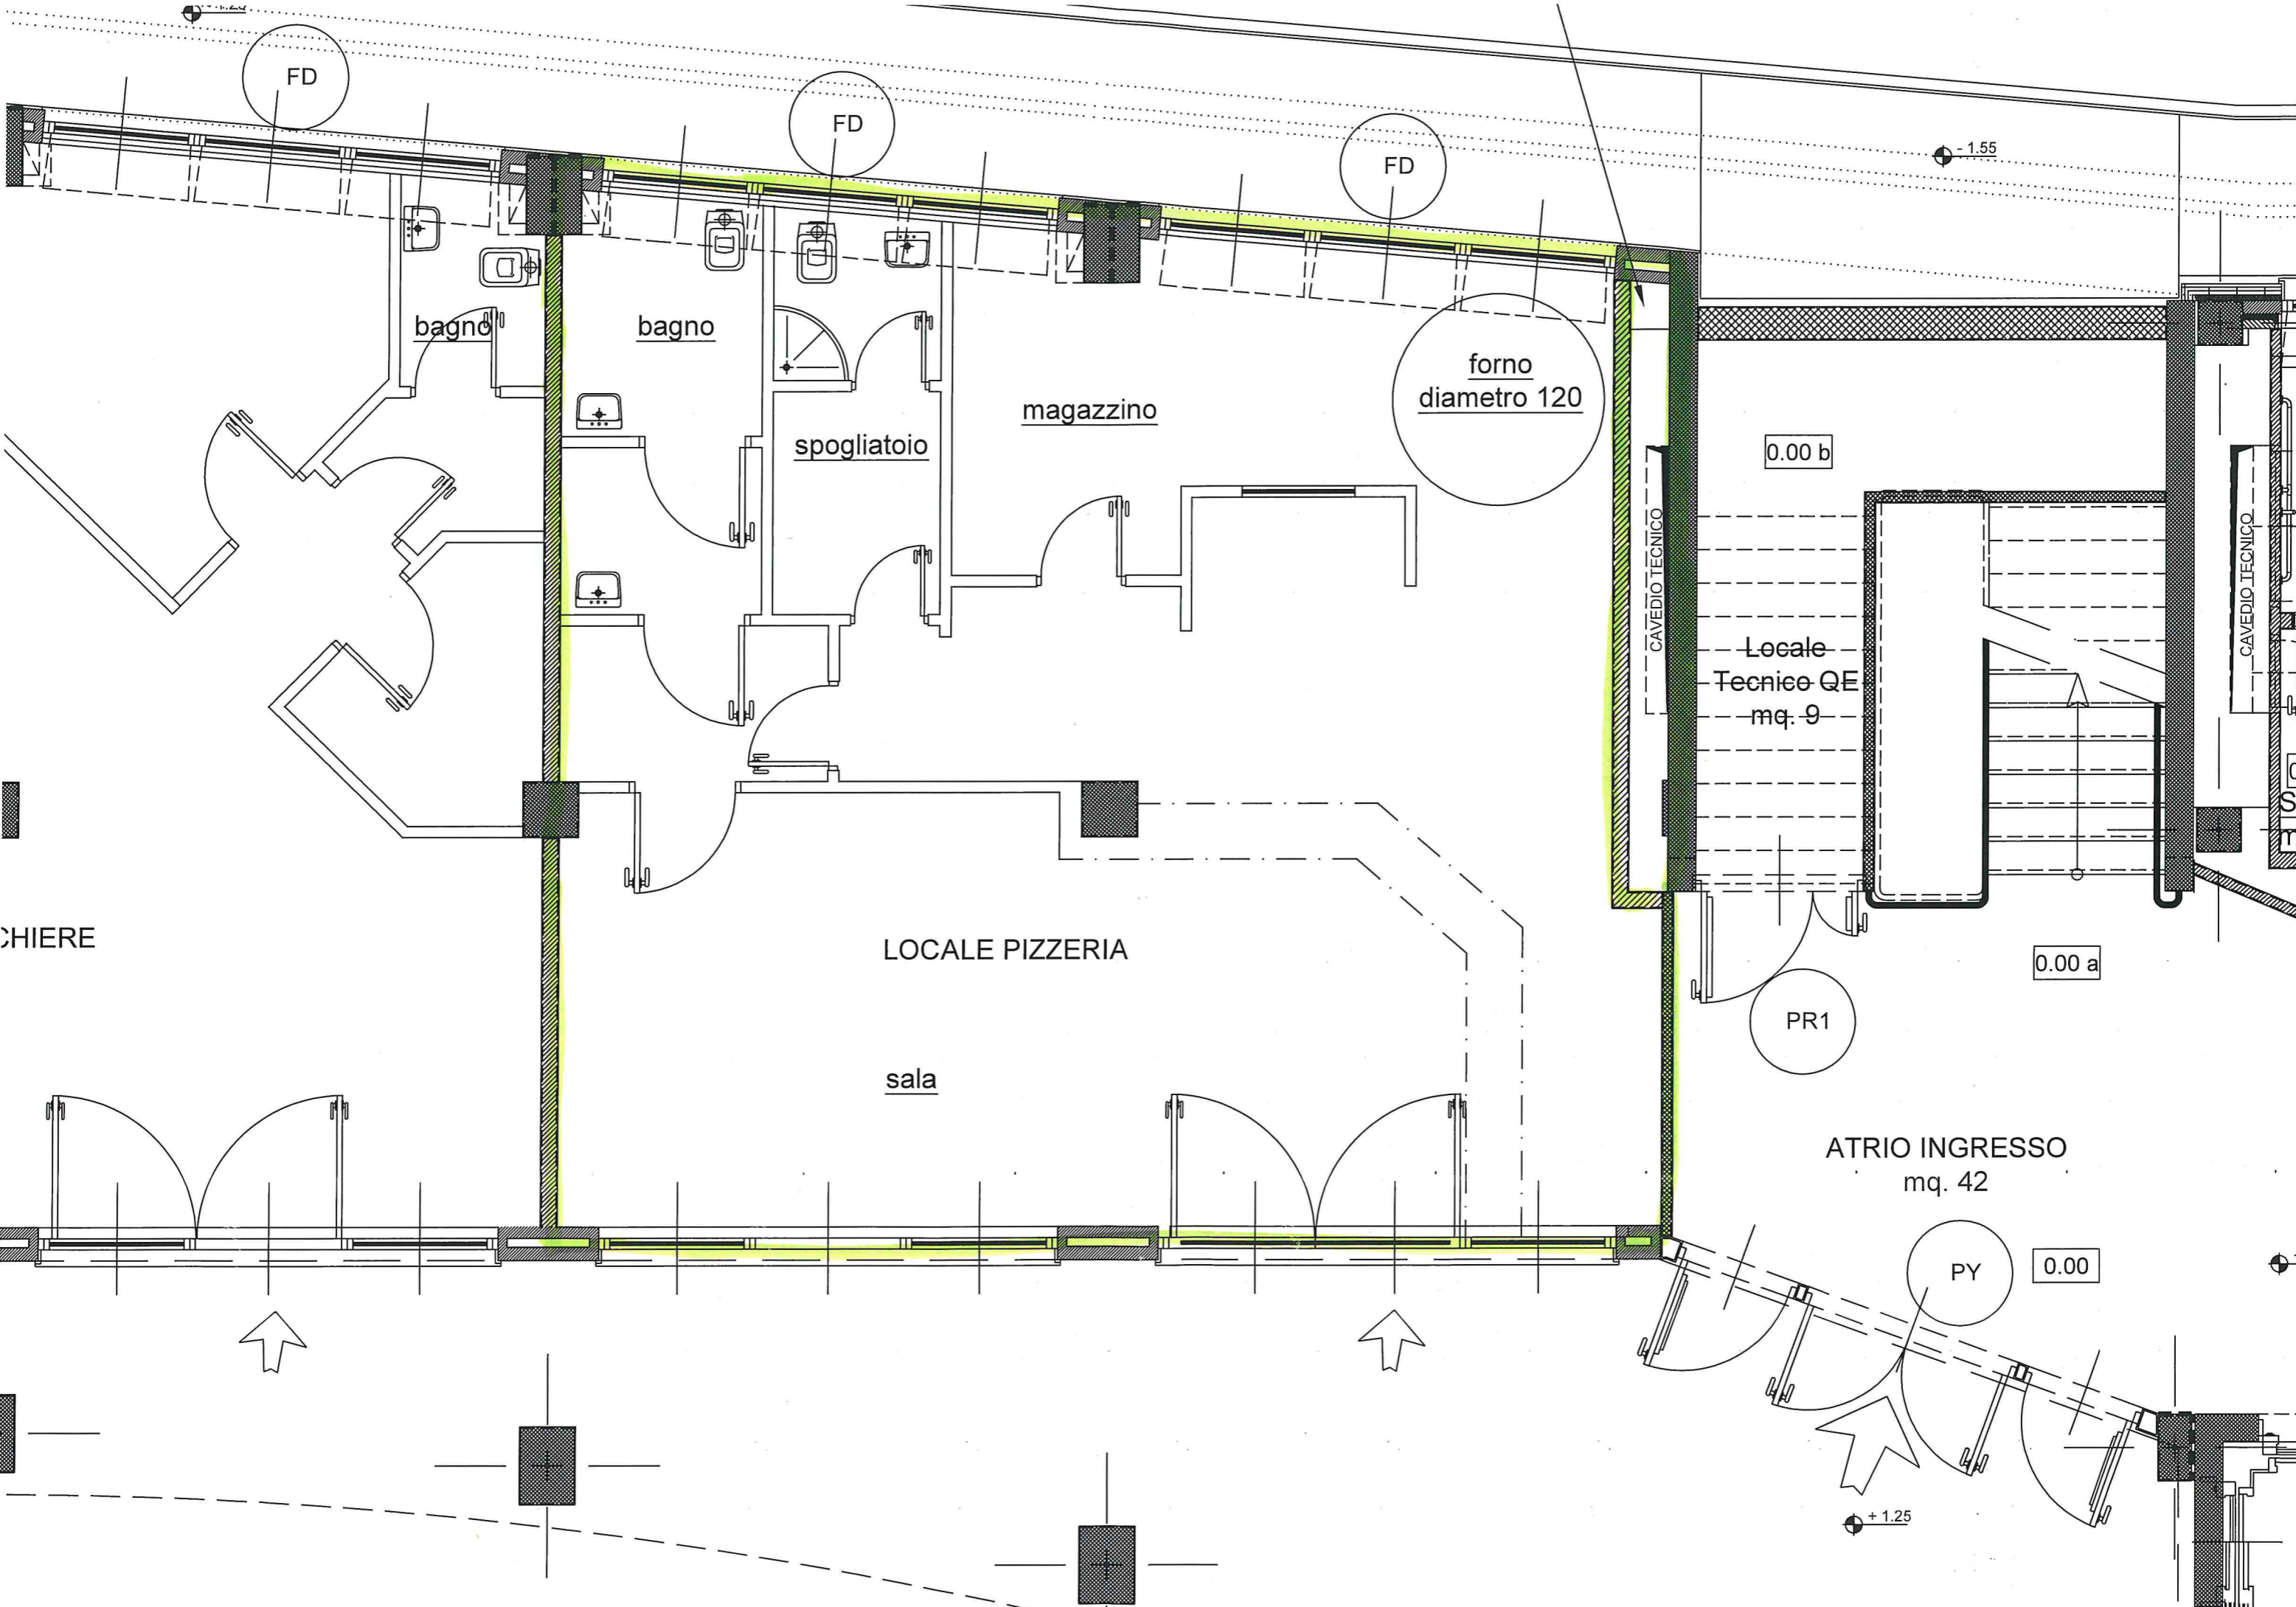 FD
FD
FD
- 1.55
bagno
bagno
forno
diametro 120
magazzino
spogliatoio
0.00 b
CAVEDIO TECNICO
CAVEDIO TECNICO
Locale
Tecnico QE
mq. 9
CHIERE
LOCALE PIZZERIA
0.00 a
PR1
sala
ATRIO INGRESSO
mq. 42
PY
0.00
+ 1.25